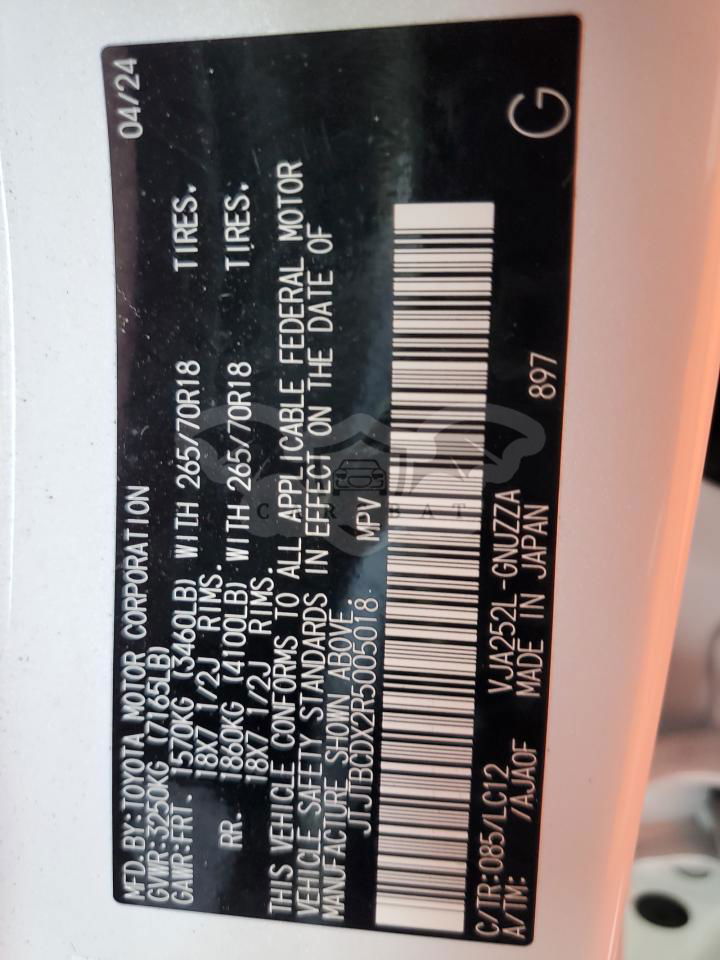 MFD. BY: TOYOTA MOTOR CORPORATION 04/24
GVWR: 3250KG (7165LB)
GAWR: FRT. 1570KG (3460LB) WITH 265/70R18 TIRES.
18X7 1/2J RIMS.
RR. 1860KG (4100LB) WITH 265/70R18 TIRES.
18X7 1/2J RIMS.
THIS VEHICLE CONFORMS TO ALL APPLICABLE FEDERAL MOTOR
VEHICLE SAFETY STANDARDS IN EFFECT ON THE DATE OF
MANUFACTURE SHOWN ABOVE.
JTJTBCDX2R5005018 MPV
C/TR: 085/LC12 VJA252L-GNUZZA
A/TM: /AJA0F MADE IN JAPAN 897
G
CARYBAT